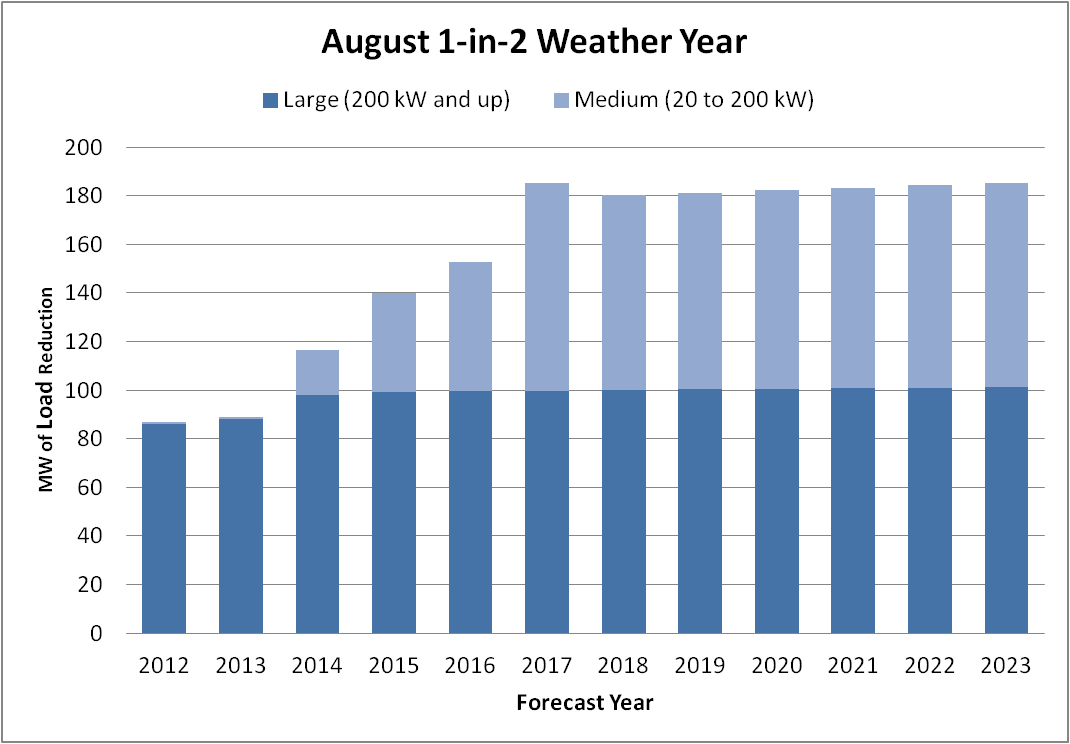 August 1-in-2 Weather Year
Large (200 kW and up) Medium (20 to 200 kW)
MW of Load Reduction
200
180
160
140
120
100
80
60
40
20
0
2012 2013 2014 2015 2016 2017 2018 2019 2020 2021 2022 2023
Forecast Year